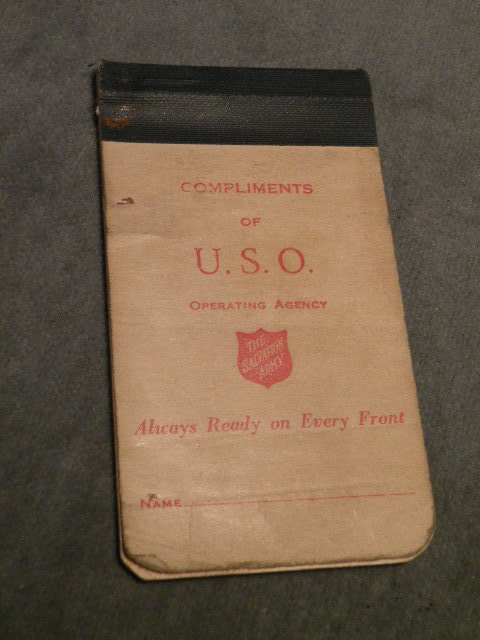 COMPLIMENTS
OF
U.S.O.
OPERATING AGENCY
THE
SALVATION
ARMY
Always Ready on Every Front
NAME